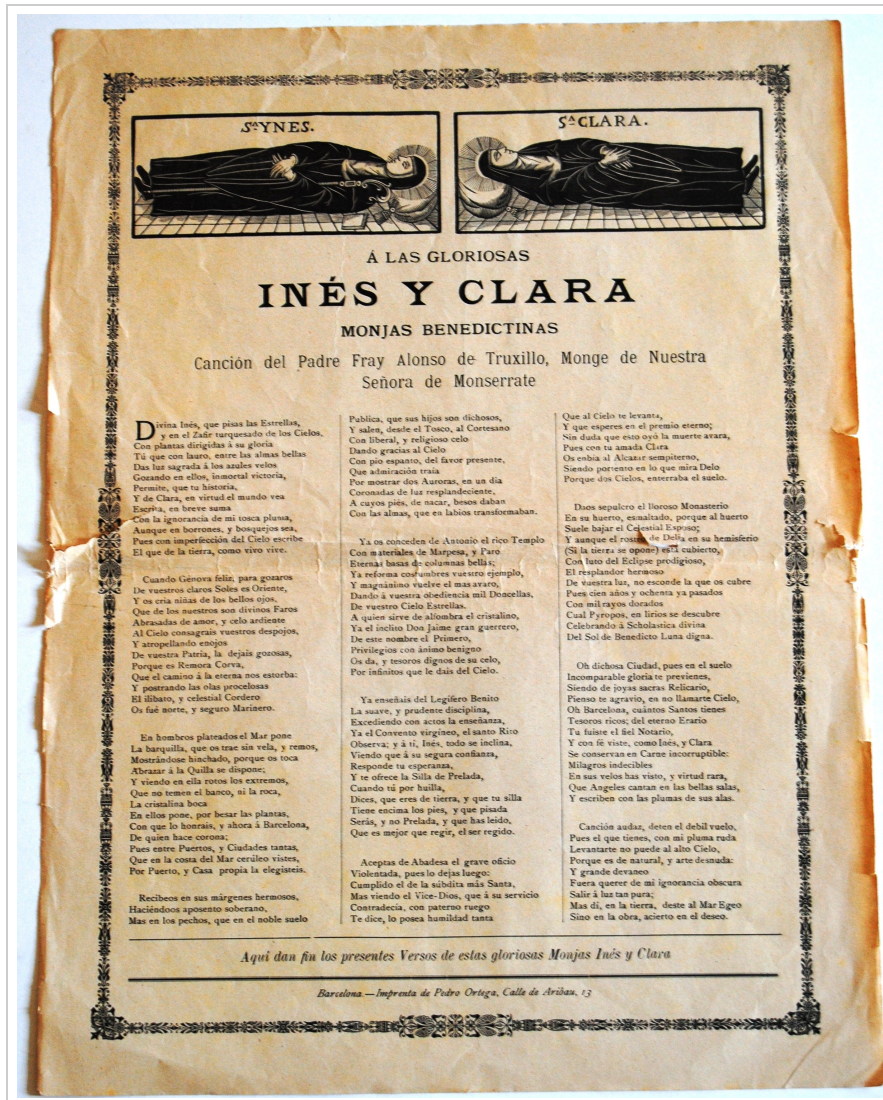 Sᴬ YNES.
Sᴬ CLARA.
Á LAS GLORIOSAS
INÉS Y CLARA
MONJAS BENEDICTINAS
Canción del Padre Fray Alonso de Truxillo, Monge de Nuestra
Señora de Monserrate
Divina Inés, que pisas las Estrellas,
y en el Zafir turquesado de los Cielos,
Con plantas dirigidas á su gloria
Tú que con lauro, entre las almas bellas
Das luz sagrada á los azules velos
Gozando en ellos, inmortal victoria,
Permite, que tu historia,
Y de Clara, en virtud el mundo vea
Escrita, en breve suma
Con la ignorancia de mi tosca pluma,
Aunque en borrones, y bosquejos sea,
Pues con imperfección del Cielo escribe
El que de la tierra, como vivo vive.
Cuando Génova feliz, para gozaros
De vuestros claros Soles es Oriente,
Y os cria niñas de los bellos ojos,
Que de los nuestros son divinos Faros
Abrasadas de amor, y celo ardiente
Al Cielo consagrais vuestros despojos,
Y atropellando enojos
De vuestra Patria, la dejais gozosas,
Porque es Remora Corva,
Que el camino á la eterna nos estorba:
Y postrando las olas procelosas
El ilibato, y celestial Cordero
Os fué norte, y seguro Marinero.
En hombros plateados el Mar pone
La barquilla, que os trae sin vela, y remos,
Mostrándose hinchado, porque os toca
Abrazar á la Quilla se dispone;
Y viendo en ella rotos los extremos,
Que no temen el banco, ni la roca,
La cristalina boca
En ellos pone, por besar las plantas,
Con que lo honrais, y ahora á Barcelona,
De quien hace corona;
Pues entre Puertos, y Ciudades tantas,
Que en la costa del Mar cerúleo vistes,
Por Puerto, y Casa propia la elegisteis.
Recibeos en sus márgenes hermosos,
Haciéndoos aposento soberano,
Mas en los pechos, que en el noble suelo
Publica, que sus hijos son dichosos,
Y salen, desde el Tosco, al Cortesano
Con liberal, y religioso celo
Dando gracias al Cielo
Con pio espanto, del favor presente,
Que admiración traía
Por mostrar dos Auroras, en un dia
Coronadas de luz resplandeciente,
A cuyos piés, de nacar, besos daban
Con las almas, que en labios transformaban.
Ya os conceden de Antonio el rico Templo
Con materiales de Marpesa, y Paro
Eternas basas de columnas bellas;
Ya reforma costumbres vuestro ejemplo,
Y magnánimo vuelve el mas avaro,
Dando á vuestra obediencia mil Doncellas,
De vuestro Cielo Estrellas.
A quien sirve de alfombra el cristalino,
Ya el inclito Don Jaime gran guerrero,
De este nombre el Primero,
Privilegios con ánimo benigno
Os da, y tesoros dignos de su celo,
Por infinitos que le dais del Cielo.
Ya enseñais del Legífero Benito
La suave, y prudente disciplina,
Excediendo con actos la enseñanza,
Ya el Convento virgíneo, el santo Rito
Observa; y á tí, Inés, todo se inclina,
Viendo que á su segura confianza,
Responde tu esperanza,
Y te ofrece la Silla de Prelada,
Cuando tú por huilla,
Dices, que eres de tierra, y que tu silla
Tiene encima los pies, y que pisada
Serás, y no Prelada, y que has leido,
Que es mejor que regir, el ser regido.
Aceptas de Abadesa el grave oficio
Violentada, pues lo dejas luego:
Cumplido el de la súbdita más Santa,
Mas viendo el Vice-Dios, que á su servicio
Contradecía, con paterno ruego
Te dice, lo posea humildad tanta
Que al Cielo te levanta,
Y que esperes en el premio eterno;
Sin duda que esto oyó la muerte avara,
Pues con tu amada Clara
Os enbía al Alcazar sempiterno,
Siendo portento en lo que mira Delo
Porque dos Cielos, enterraba el suelo.
Daos sepulcro el lloroso Monasterio
En su huerto, esmaltado, porque al huerto
Suele bajar el Celestial Esposo;
Y aunque el rostro de Delia en su hemisferio
(Si la tierra se opone) está cubierto,
Con luto del Eclipse prodigioso,
El resplandor hermoso
De vuestra luz, no esconde la que os cubre
Pues cien años y ochenta ya pasados
Con mil rayos dorados
Cual Pyropos, en lirios se descubre
Celebrando á Scholastica divina
Del Sol de Benedicto Luna digna.
Oh dichosa Ciudad, pues en el suelo
Incomparable gloria te previenes,
Siendo de joyas sacras Relicario,
Pienso te agravio, en no llamarte Cielo,
Oh Barcelona, cuántos Santos tienes
Tesoros ricos; del eterno Erario
Tu fuiste el fiel Notario,
Y con fé viste, como Inés, y Clara
Se conservan en Carne incorruptible:
Milagros indecibles
En sus velos has visto, y virtud rara,
Que Angeles cantan en las bellas salas,
Y escriben con las plumas de sus alas.
Canción audaz, deten el debil vuelo,
Pues el que tienes, con mi pluma ruda
Levantarte no puede al alto Cielo,
Porque es de natural, y arte desnuda:
Y grande devaneo
Fuera querer de mi ignorancia obscura
Salir á luz tan pura;
Mas di, en la tierra, deste al Mar Egeo
Sino en la obra, acierto en el deseo.
Aquí dan fin los presentes Versos de estas gloriosas Monjas Inés y Clara
Barcelona.—Imprenta de Pedro Ortega, Calle de Aribau, 13